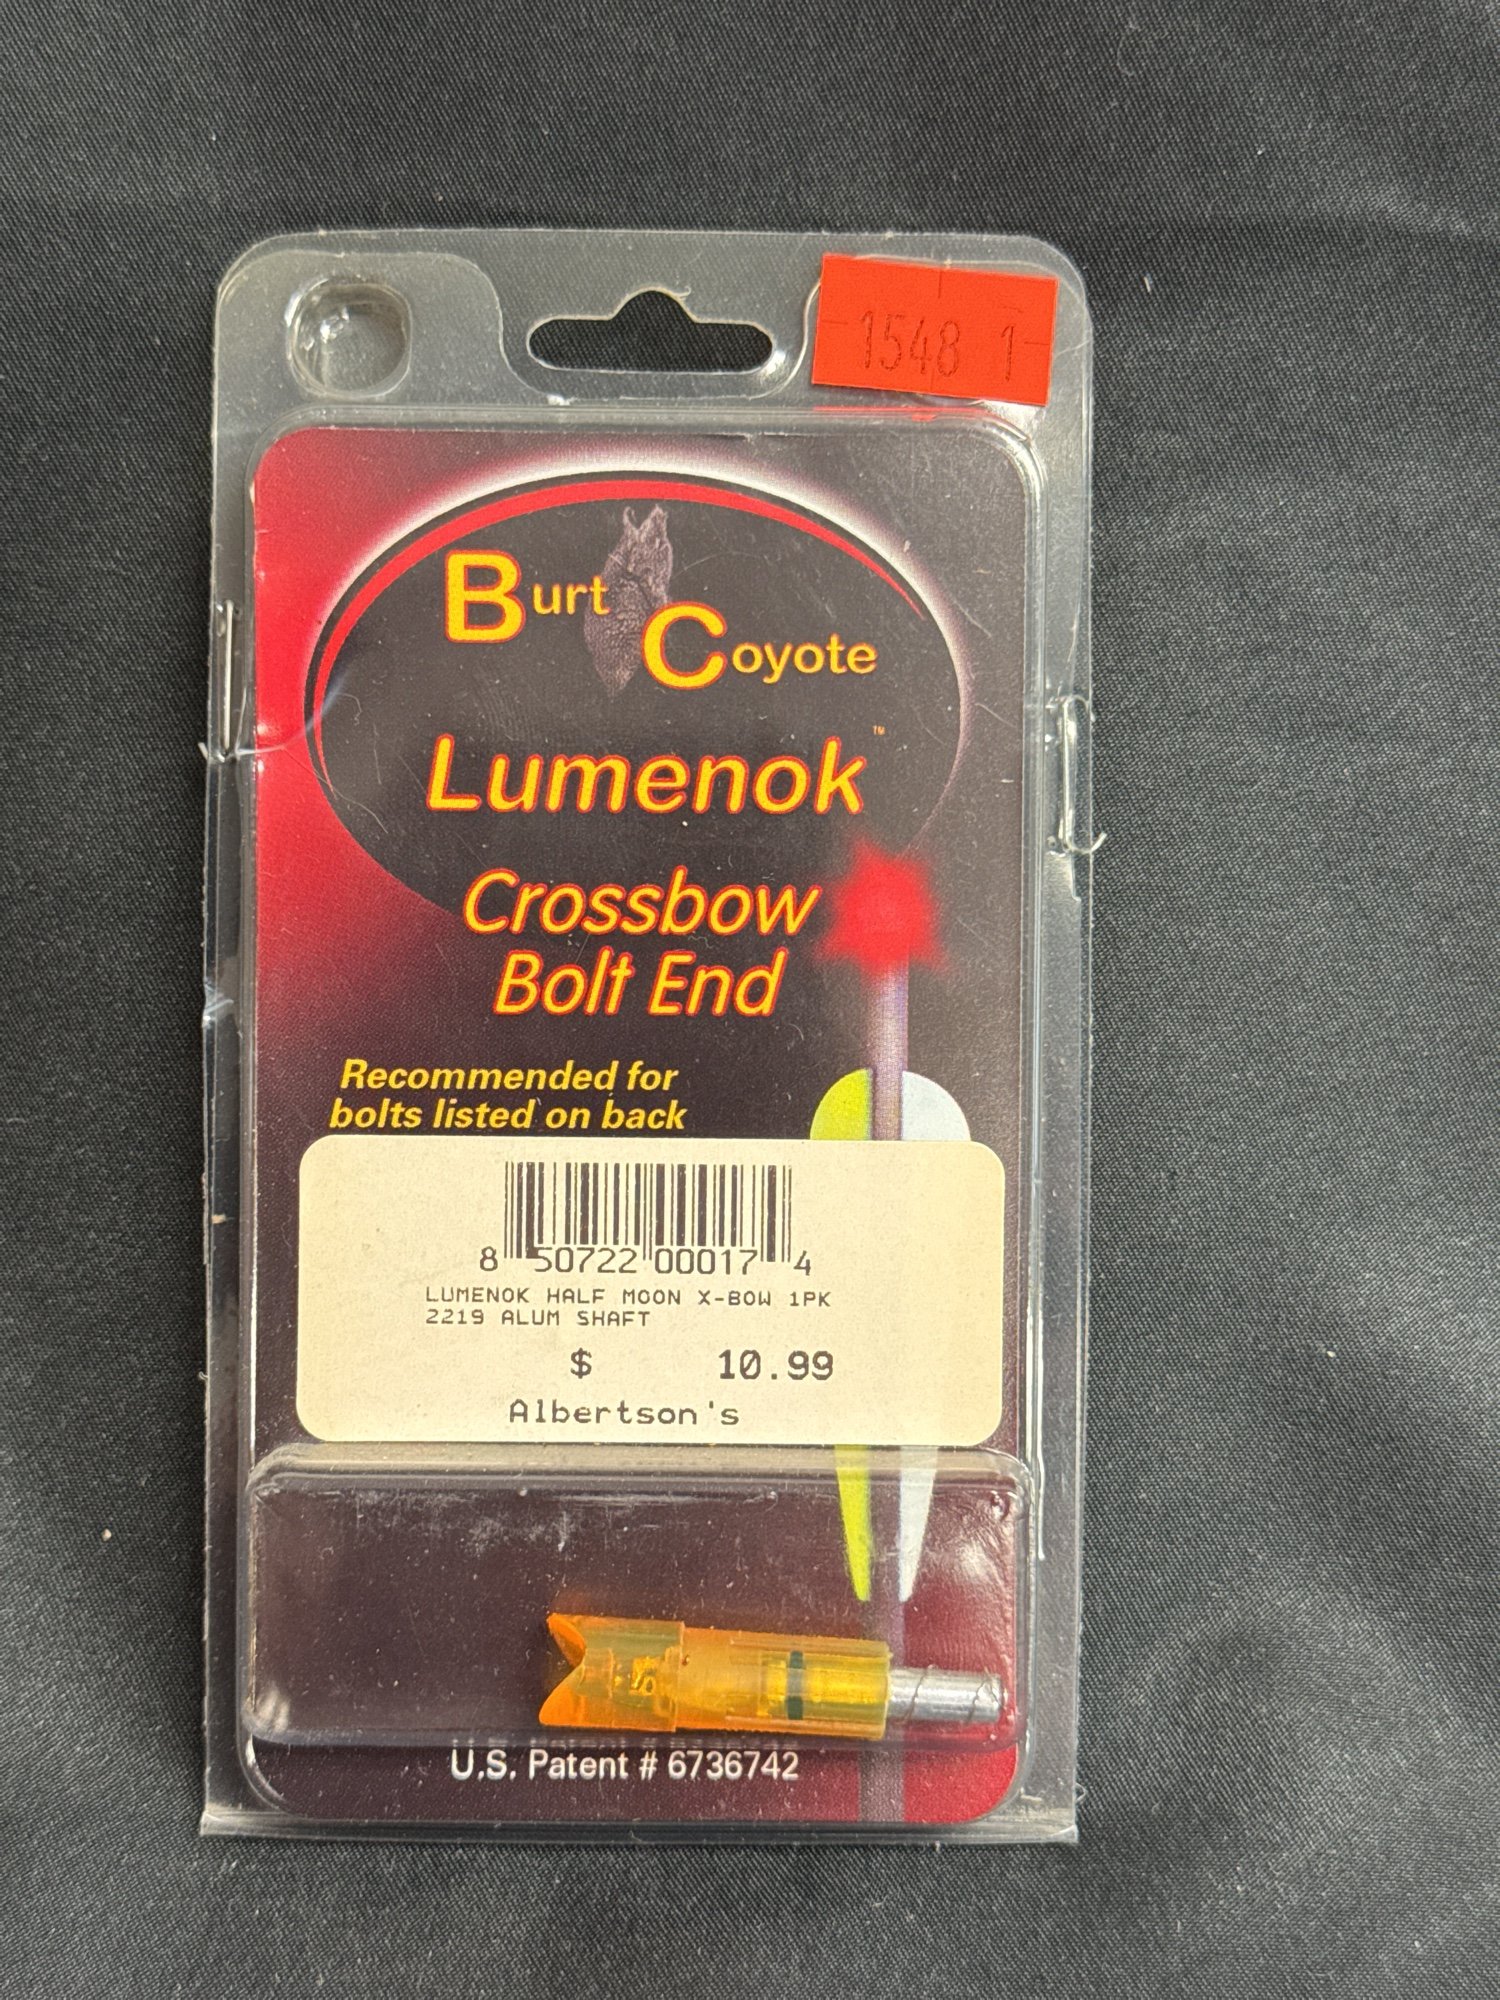 1548 1
Burt
Coyote
Lumenok™
Crossbow
Bolt End
Recommended for
bolts listed on back
8 50722 00017 4
LUMENOK HALF MOON X-BOW 1PK
2219 ALUM SHAFT
$ 10.99
Albertson's
U.S. Patent # 6736742